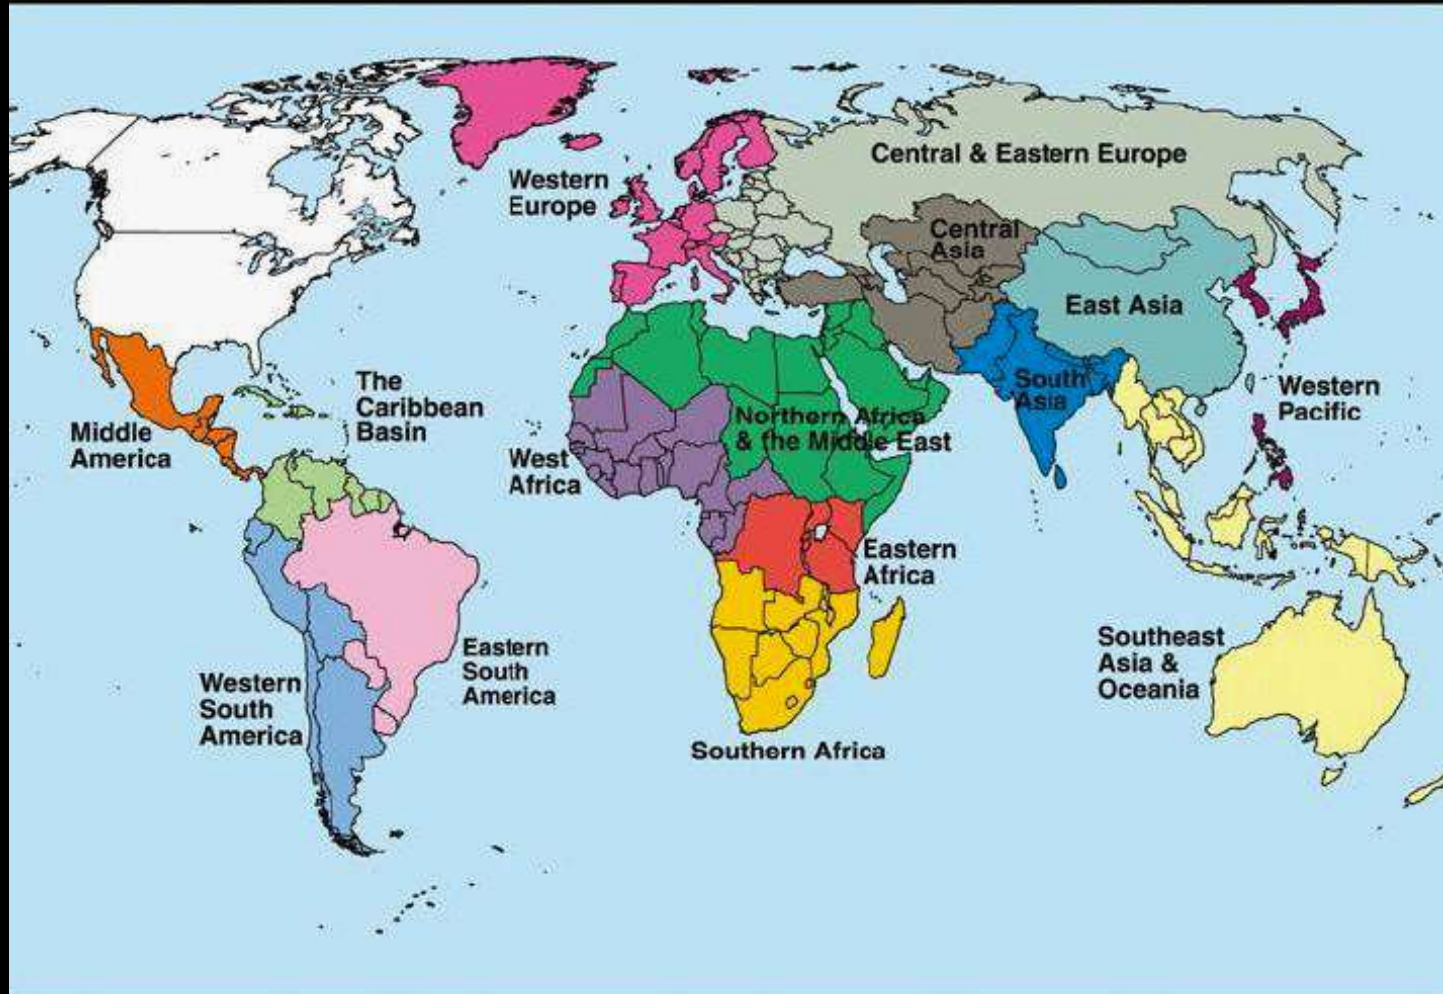 Central & Eastern Europe
Western
Europe
Central
Asia
East Asia
The
Caribbean
Basin
South
Asia
Western
Pacific
Middle
America
Northern Africa
& the Middle East
West
Africa
Eastern
Africa
Southeast
Asia &
Oceania
Eastern
South
America
Western
South
America
Southern Africa